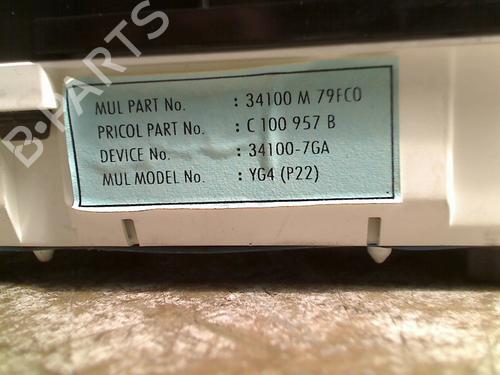 B-PARTS
MUL PART No. : 34100 M 79FC0
PRICOL PART No. : C 100 957 B
DEVICE No. : 34100-7GA
MUL MODEL No. : YG4 (P22)